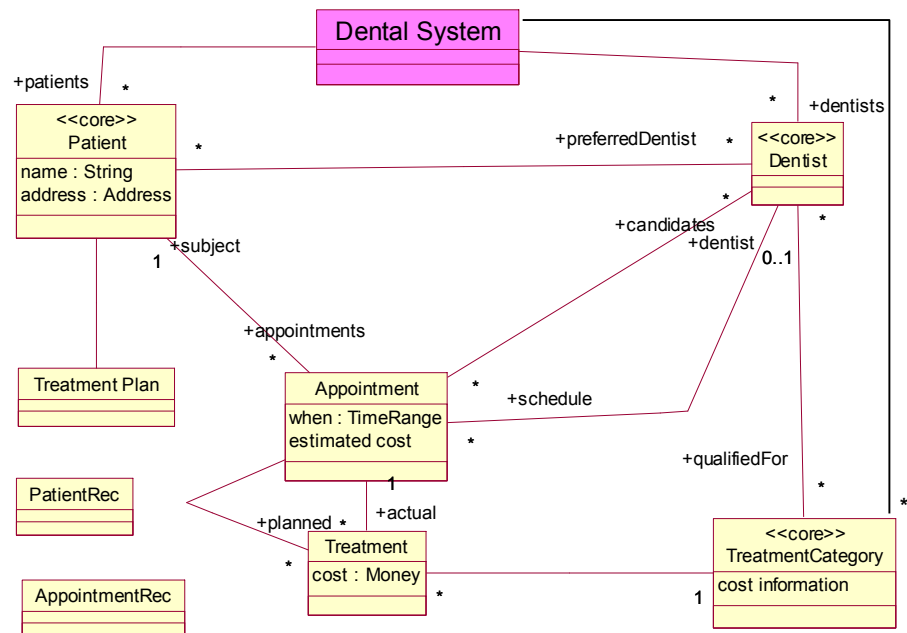 Dental System
+patients
*
*
+dentists
<<core>>
Patient
name : String
address : Address
*
+preferredDentist
*
<<core>>
Dentist
+subject
1
+candidates
*
+dentist
0..1
*
+appointments
*
Treatment Plan
Appointment
when : TimeRange
estimated cost
*
+schedule
*
+qualifiedFor
*
*
PatientRec
1
+planned
*
+actual
*
Treatment
cost : Money
*
1
<<core>>
TreatmentCategory
cost information
AppointmentRec